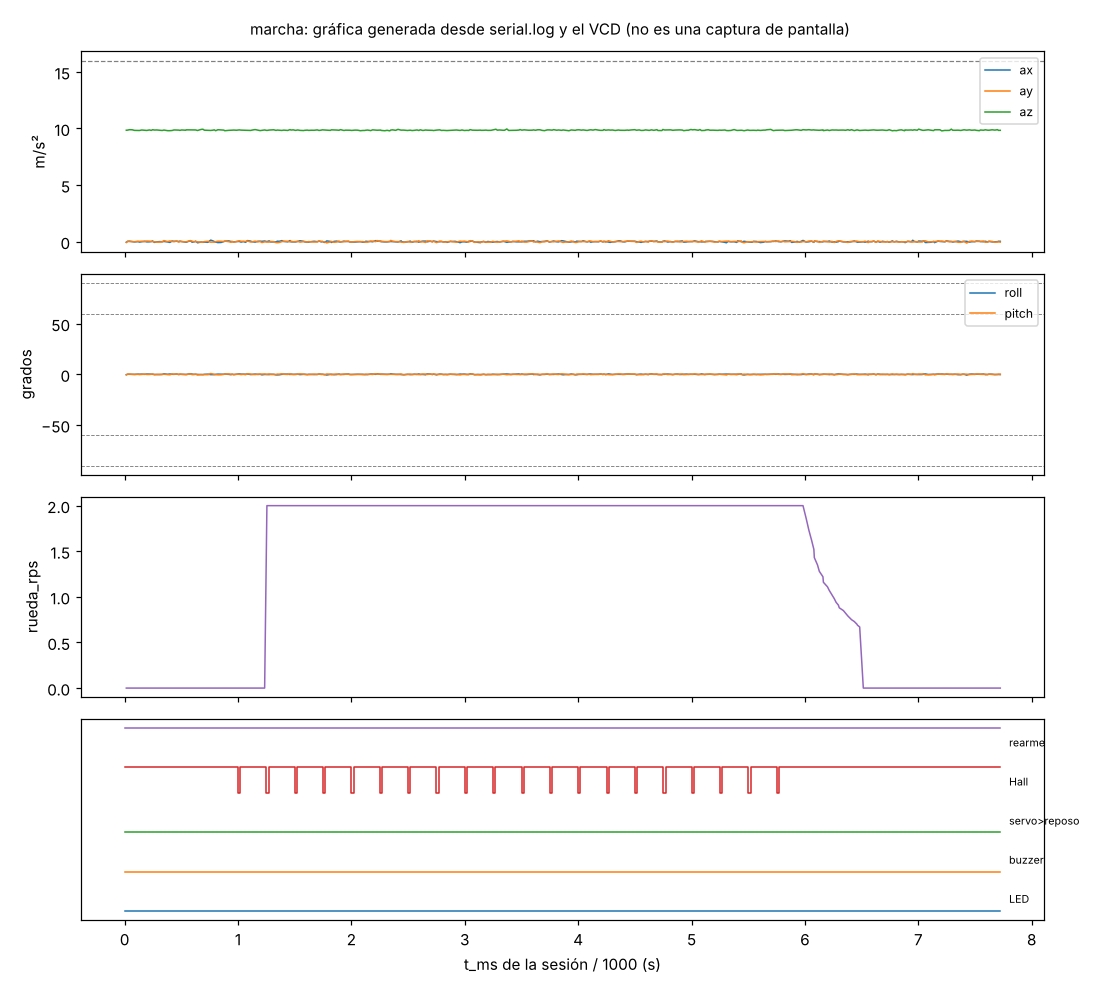 marcha: gráfica generada desde serial.log y el VCD (no es una captura de pantalla)
15
10
5
0
m/s²
ax
ay
az
50
0
−50
grados
roll
pitch
2.0
1.5
1.0
0.5
0.0
rueda_rps
rearme
Hall
servo>reposo
buzzer
LED
0 1 2 3 4 5 6 7 8
t_ms de la sesión / 1000 (s)